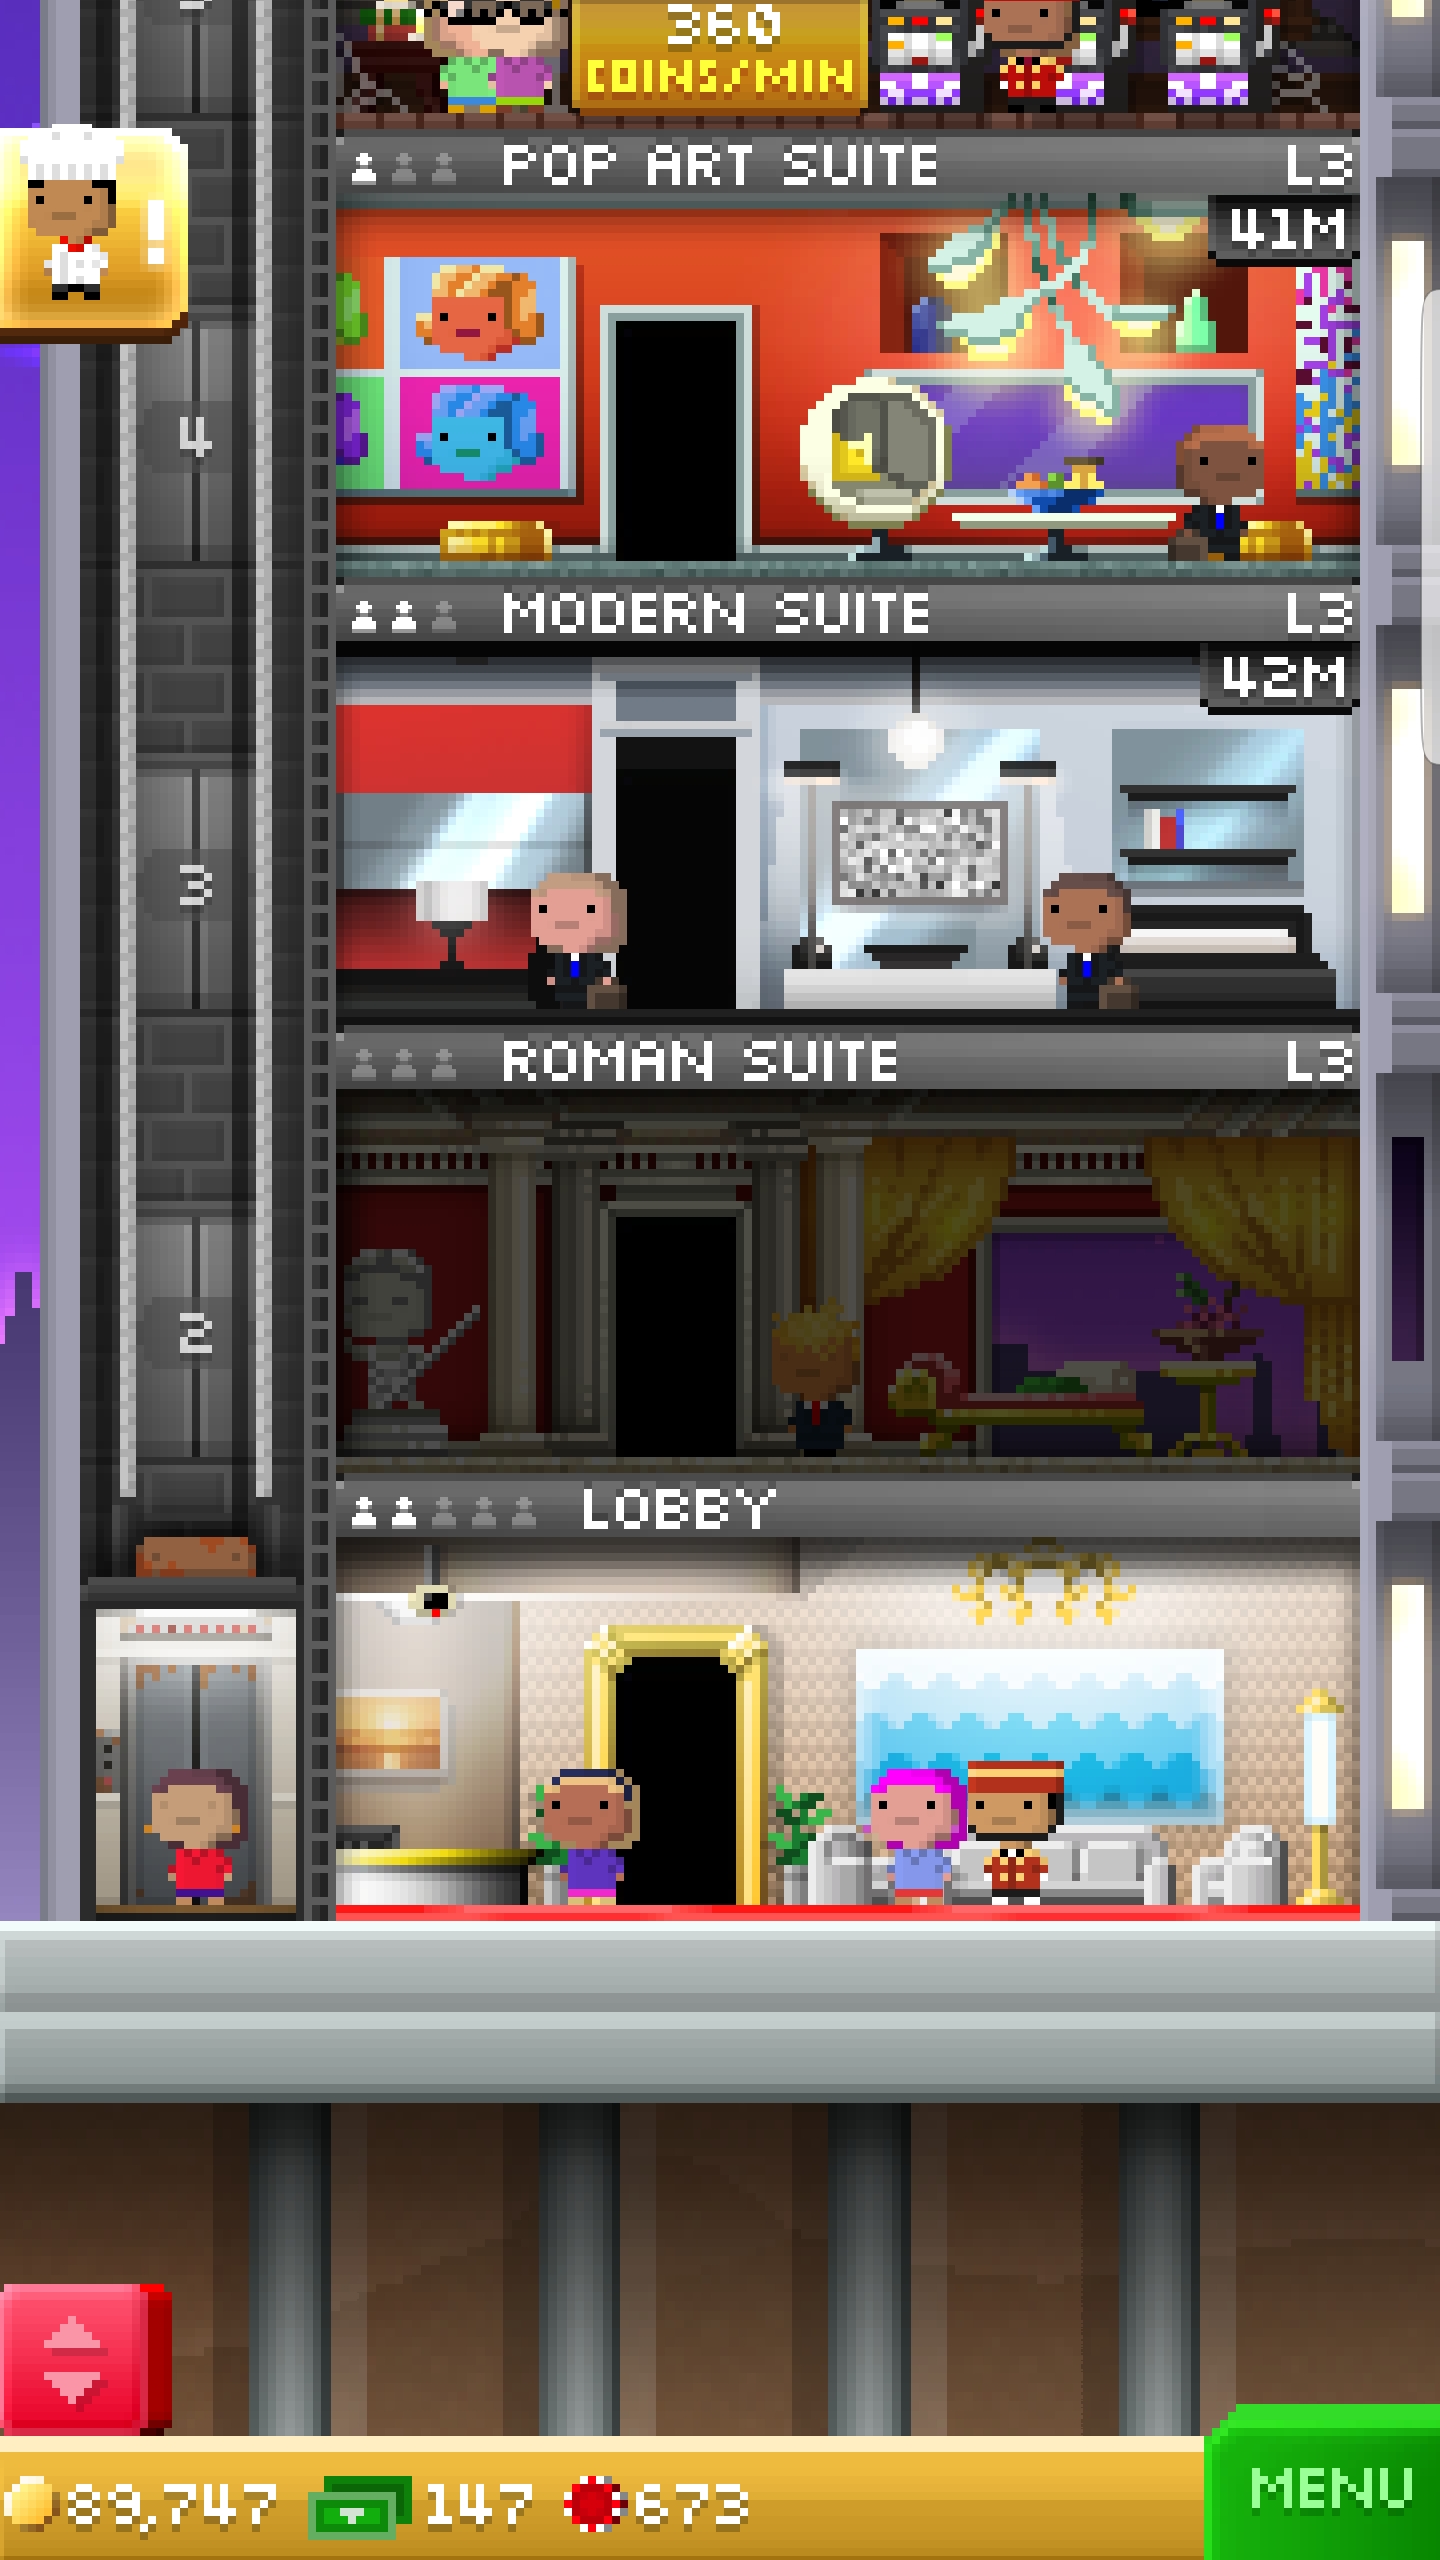 360
COINS/MIN
POP ART SUITE L3
41M
4
MODERN SUITE L3
42M
3
ROMAN SUITE L3
2
LOBBY
89,747 147 673
MENU